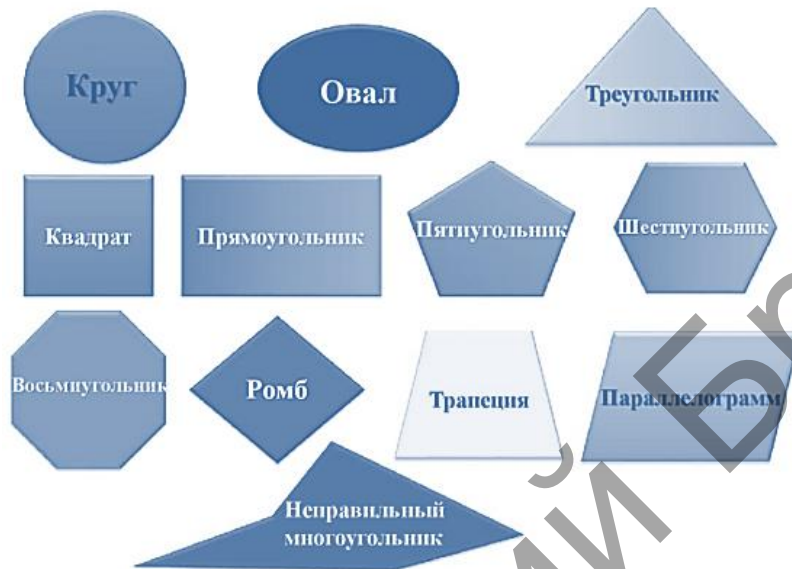 Круг
Овал
Треугольник
Квадрат
Прямоугольник
Пятиугольник
Шестиугольник
Восьмиугольник
Ромб
Трапеция
Параллелограмм
Неправильный
многоугольник